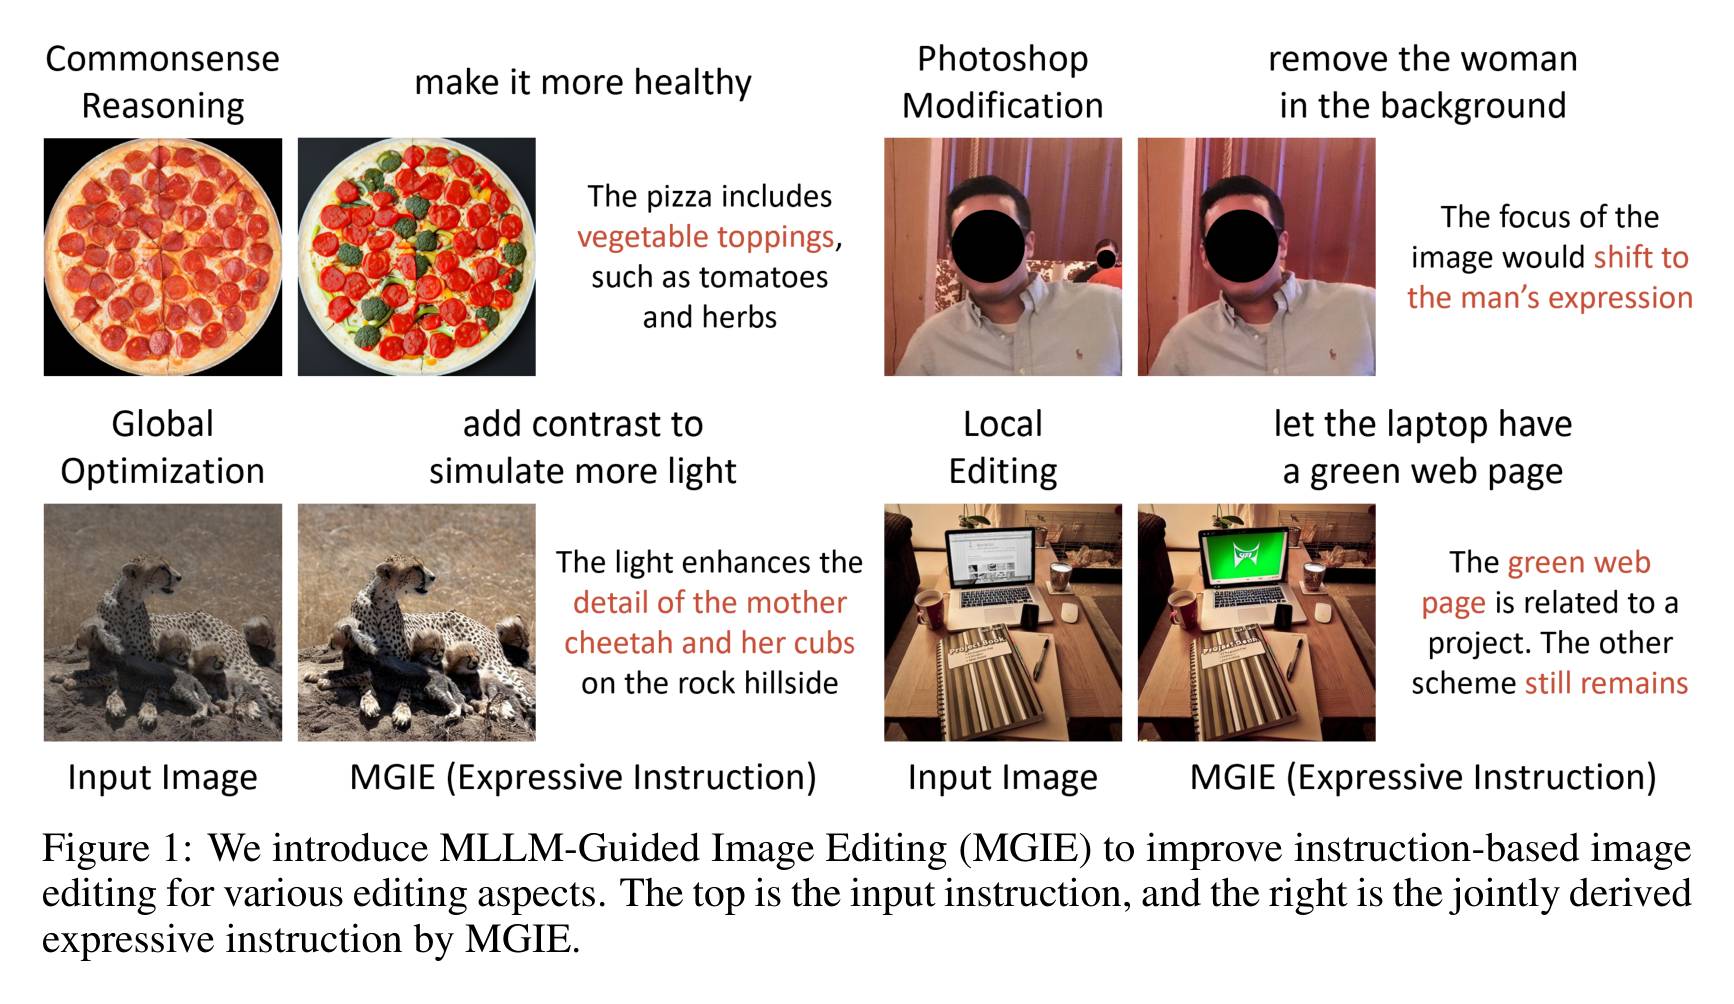 Commonsense
Reasoning
make it more healthy
The pizza includes
vegetable toppings,
such as tomatoes
and herbs
Photoshop
Modification
remove the woman
in the background
The focus of the
image would shift to
the man’s expression
Global
Optimization
add contrast to
simulate more light
The light enhances the
detail of the mother
cheetah and her cubs
on the rock hillside
Local
Editing
let the laptop have
a green web page
Project Book
Project Book
The green web
page is related to a
project. The other
scheme still remains
Input Image
MGIE (Expressive Instruction)
Input Image
MGIE (Expressive Instruction)
Figure 1: We introduce MLLM-Guided Image Editing (MGIE) to improve instruction-based image
editing for various editing aspects. The top is the input instruction, and the right is the jointly derived
expressive instruction by MGIE.